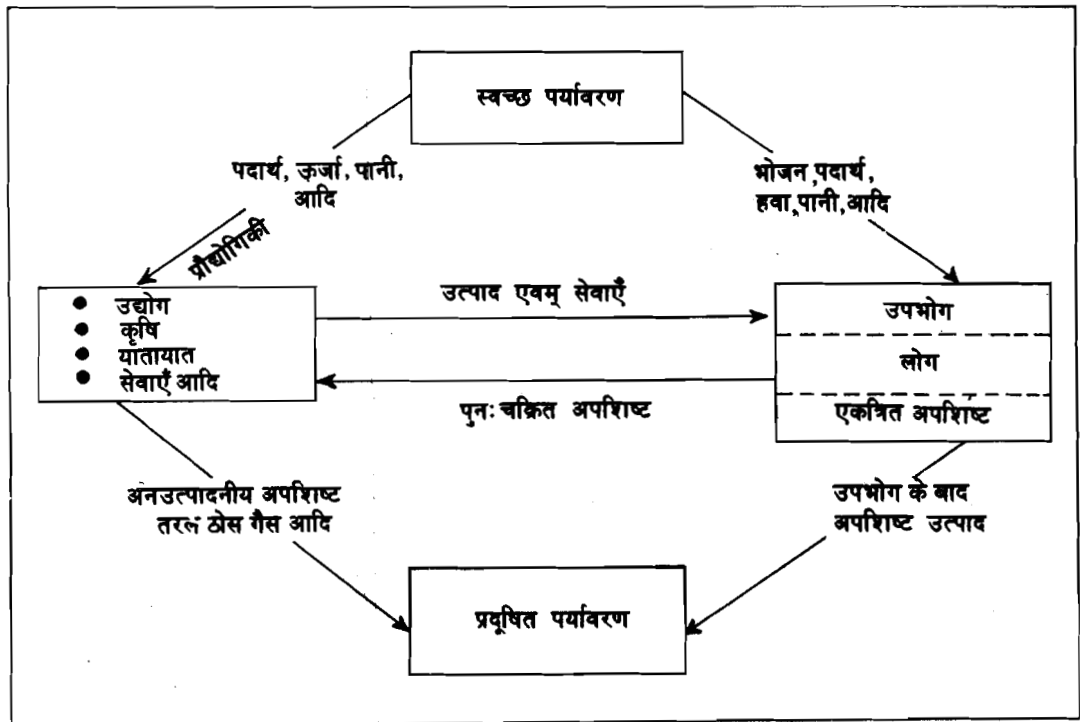 स्वच्छ पर्यावरण
पदार्थ, ऊर्जा, पानी,
आदि
प्रौद्योगिकी
भोजन, पदार्थ,
हवा, पानी, आदि
● उद्योग
● कृषि
● यातायात
● सेवाएँ आदि
उत्पाद एवम् सेवाएँ
पुनः चक्रित अपशिष्ट
उपभोग
लोग
एकत्रित अपशिष्ट
अनउत्पादनीय अपशिष्ट
तरल ठोस गैस आदि
उपभोग के बाद
अपशिष्ट उत्पाद
प्रदूषित पर्यावरण